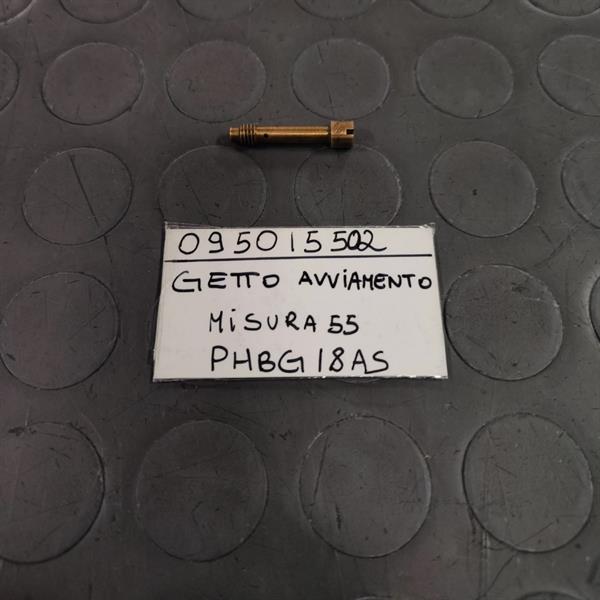 095015502
GETTO AVVIAMENTO
MISURA 55
PHBG18AS